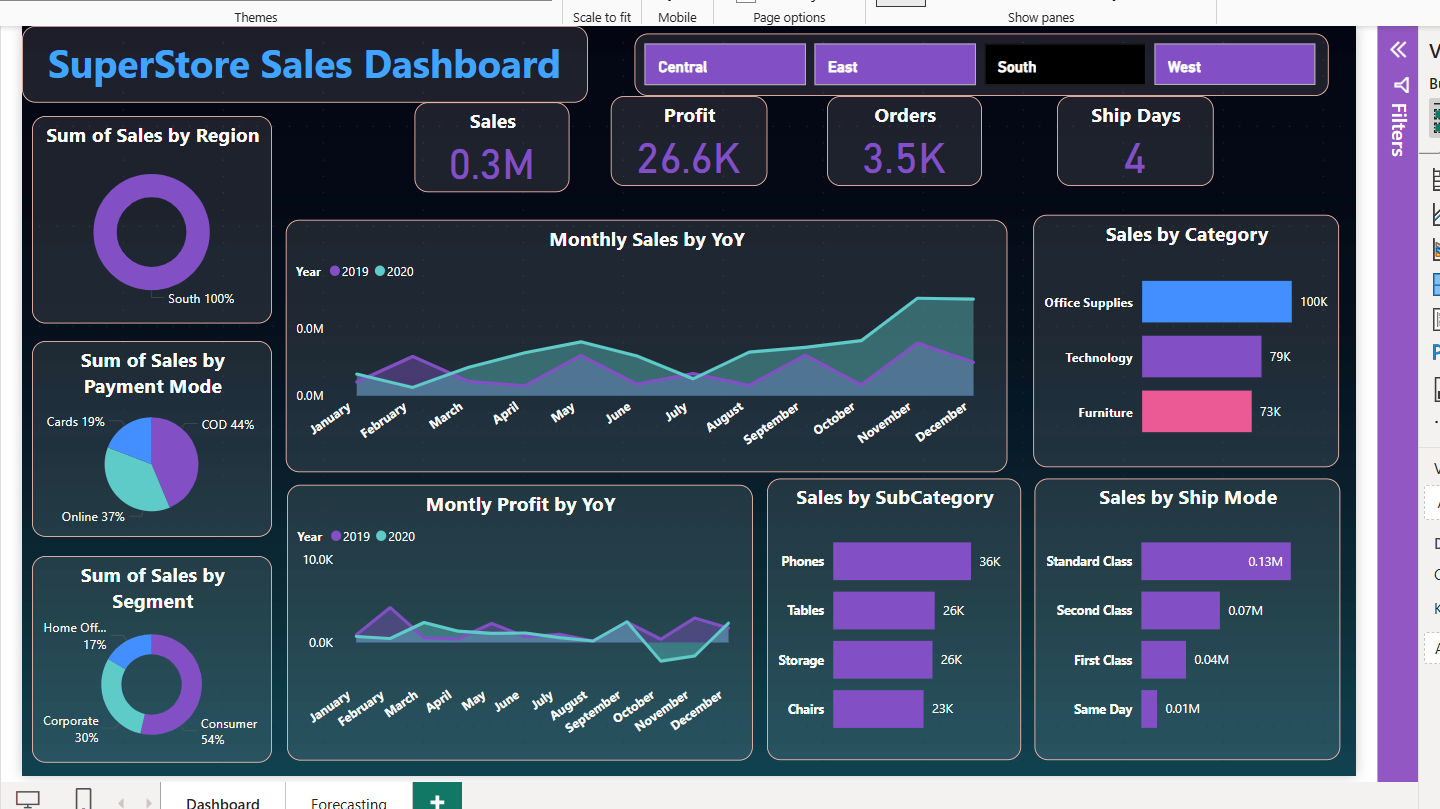 Themes
Scale to fit
Mobile
Page options
Show panes
SuperStore Sales Dashboard
Central
East
South
West
Filters
Sales
0.3M
Profit
26.6K
Orders
3.5K
Ship Days
4
Sum of Sales by Region
South 100%
Sum of Sales by
Payment Mode
Cards 19%
COD 44%
Online 37%
Sum of Sales by
Segment
Home Off...
17%
Corporate
30%
Consumer
54%
Monthly Sales by YoY
Year 2019 2020
0.0M
0.0M
January
February
March
April
May
June
July
August
September
October
November
December
Sales by Category
Office Supplies 100K
Technology 79K
Furniture 73K
Montly Profit by YoY
Year 2019 2020
10.0K
0.0K
January
February
March
April
May
June
July
August
September
October
November
December
Sales by SubCategory
Phones 36K
Tables 26K
Storage 26K
Chairs 23K
Sales by Ship Mode
Standard Class 0.13M
Second Class 0.07M
First Class 0.04M
Same Day 0.01M
Dashboard
Forecasting